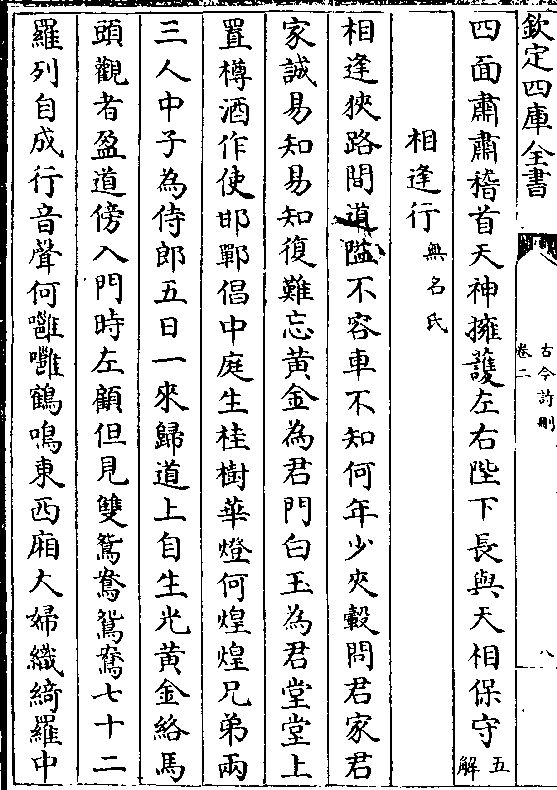 欽定四庫全書
古今詩刪
卷二
八
四面肅肅稽首天神擁護左右陛下長與天相保守五解
相逢行無名氏
相逢狹路間道隘不容車不知何年少夾轂問君家君
家誠易知易知復難忘黃金為君門白玉為君堂堂上
置樽酒作使邯鄲倡中庭生桂樹華燈何煌煌兄弟兩
三人中子為侍郎五日一來歸道上自生光黃金絡馬
頭觀者盈道傍入門時左顧但見雙鴛鴦鴛鴦七十二
羅列自成行音聲何囃囃鶴鳴東西廂大婦織綺羅中